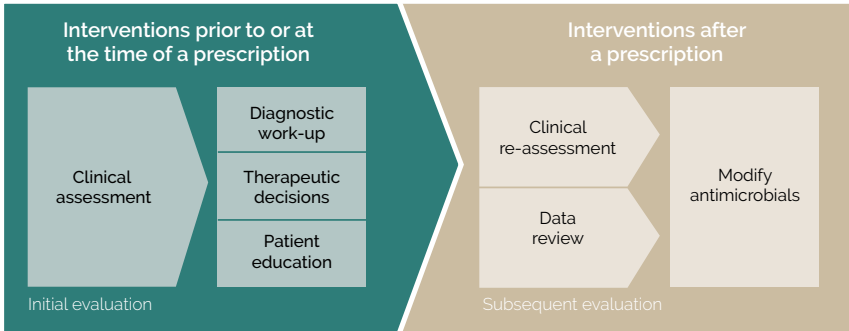 Interventions prior to or at
the time of a prescription
Clinical
assessment
Diagnostic
work-up
Therapeutic
decisions
Patient
education
Initial evaluation
Interventions after
a prescription
Clinical
re-assessment
Data
review
Modify
antimicrobials
Subsequent evaluation